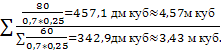 ∑ 80/0,7*0,25 =457,1 дм куб≈4,57м куб
∑ 60/0,7*0,25 =342,9дм куб≈3,43 м куб.